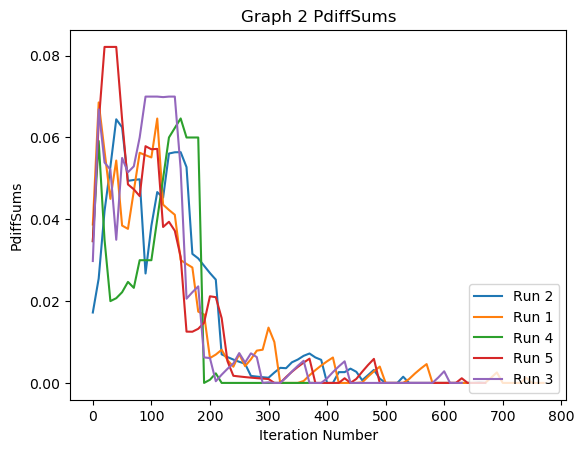 Graph 2 PdiffSums
PdiffSums
0.08
0.06
0.04
0.02
0.00
Run 2
Run 1
Run 4
Run 5
Run 3
0 100 200 300 400 500 600 700 800
Iteration Number